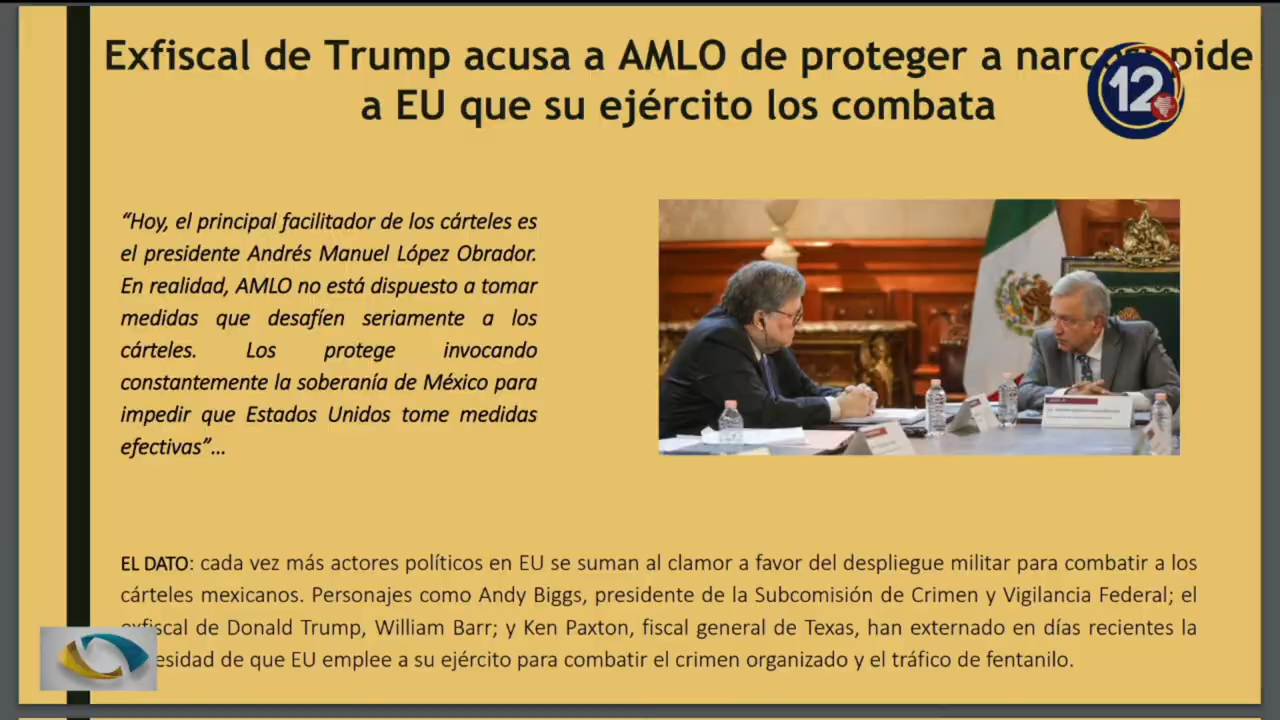 Exfiscal de Trump acusa a AMLO de proteger a pide
a EU que su ejército los combata
12
“Hoy, el principal facilitador de los cárteles es
el presidente Andrés Manuel López Obrador.
En realidad, AMLO no está dispuesto a tomar
medidas que desafíen seriamente a los
cárteles. Los protege invocando
constantemente la soberanía de México para
impedir que Estados Unidos tome medidas
efectivas”...
EL DATO: cada vez más actores políticos en EU se suman al clamor a favor del despliegue militar para combatir a los
cárteles mexicanos. Personajes como Andy Biggs, presidente de la Subcomisión de Crimen y Vigilancia Federal; el
exfiscal de Donald Trump, William Barr; y Ken Paxton, fiscal general de Texas, han externado en días recientes la
de que EU emplee a su ejército para combatir el crimen organizado y el tráfico de fentanilo.